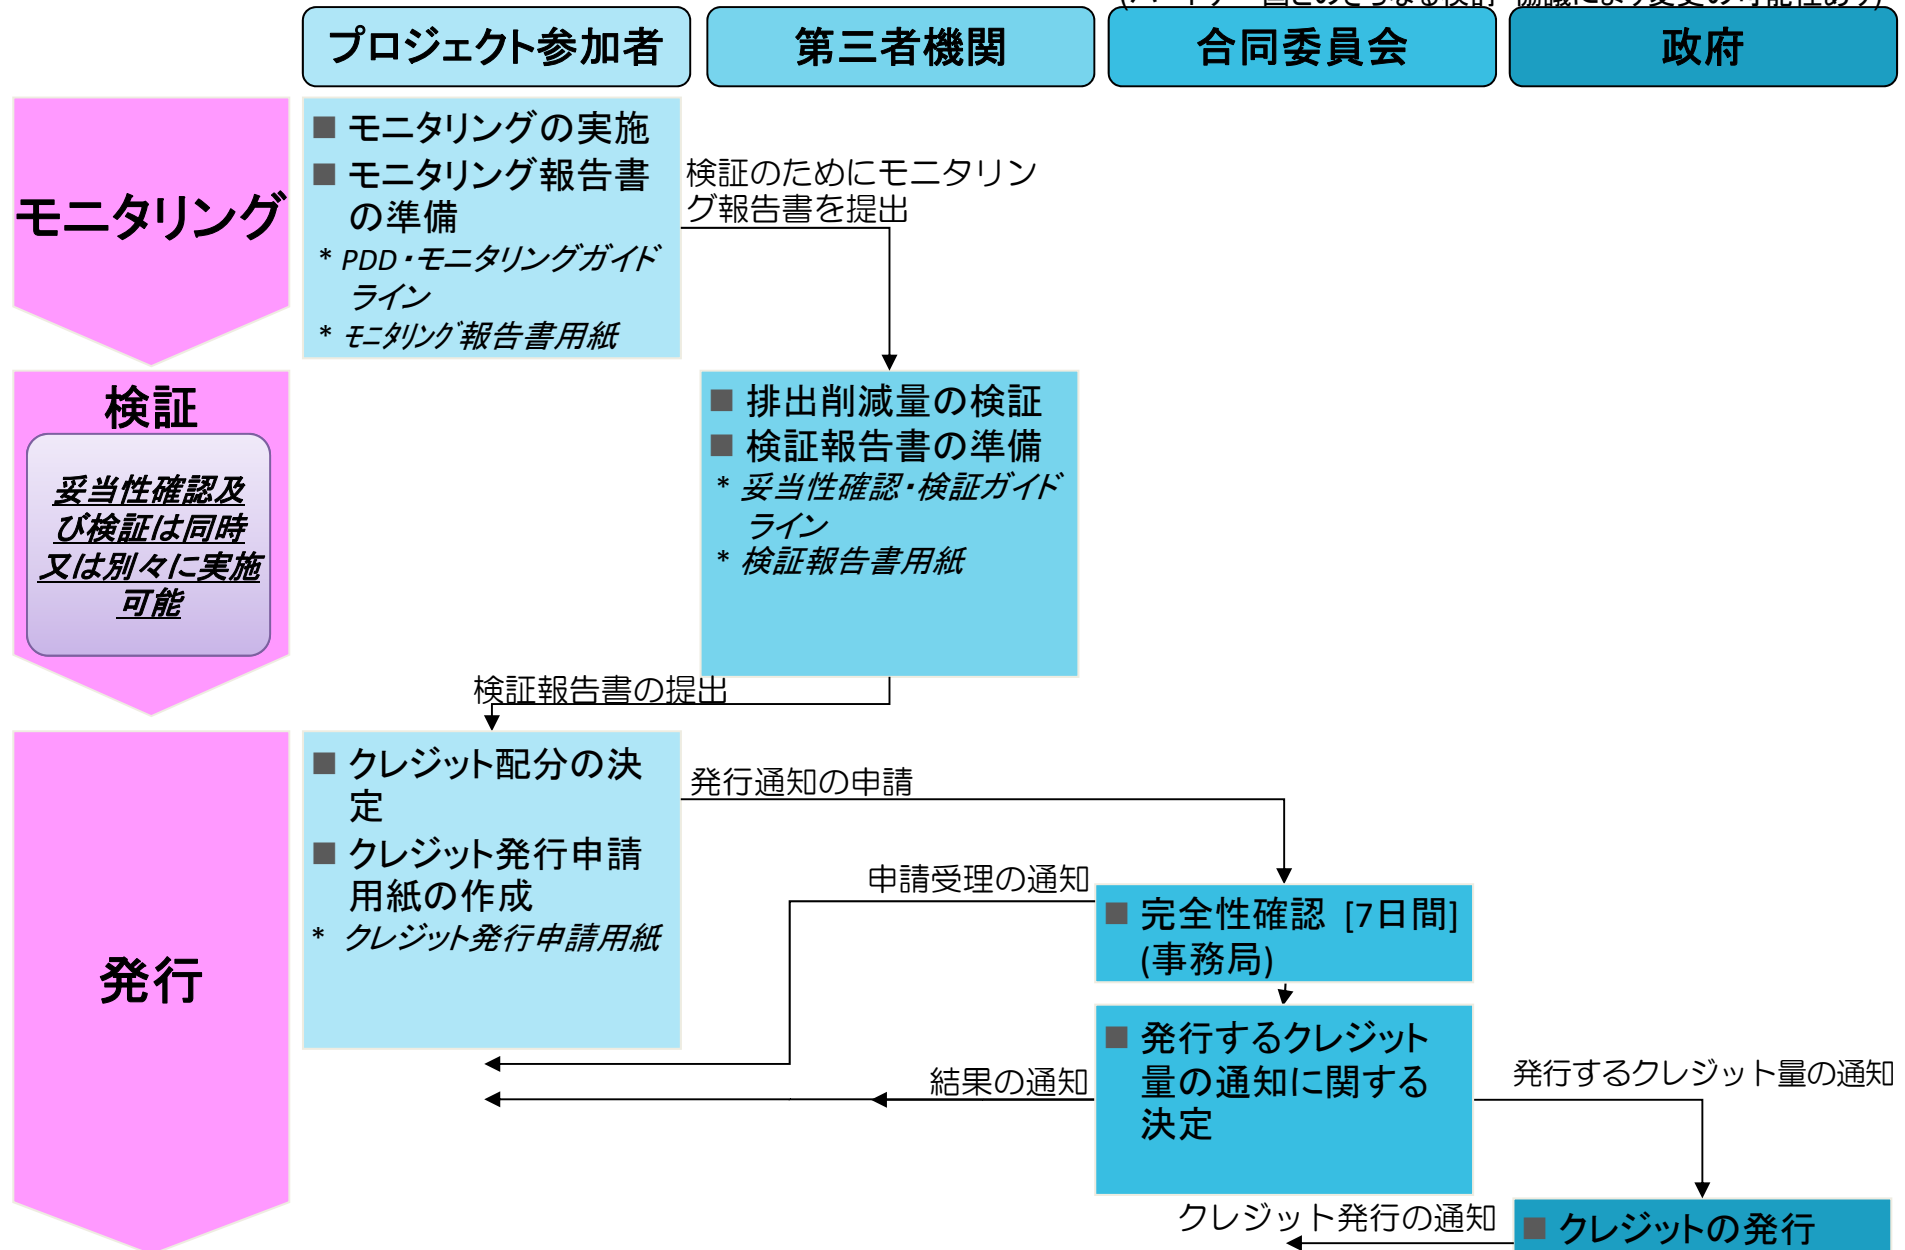 プロジェクト参加者
第三者機関
合同委員会
政府
モニタリング
■ モニタリングの実施
■ モニタリング報告書
の準備
* PDD・モニタリングガイド
ライン
* モニタリング報告書用紙
検証のためにモニタリン
グ報告書を提出
検証
妥当性確認及
び検証は同時
又は別々に実施
可能
■ 排出削減量の検証
■ 検証報告書の準備
* 妥当性確認・検証ガイド
ライン
* 検証報告書用紙
検証報告書の提出
発行
■ クレジット配分の決
定
■ クレジット発行申請
用紙の作成
* クレジット発行申請用紙
発行通知の申請
申請受理の通知
■ 完全性確認 [7日間]
(事務局)
■ 発行するクレジット
量の通知に関する
決定
結果の通知
発行するクレジット量の通知
クレジット発行の通知
■ クレジットの発行